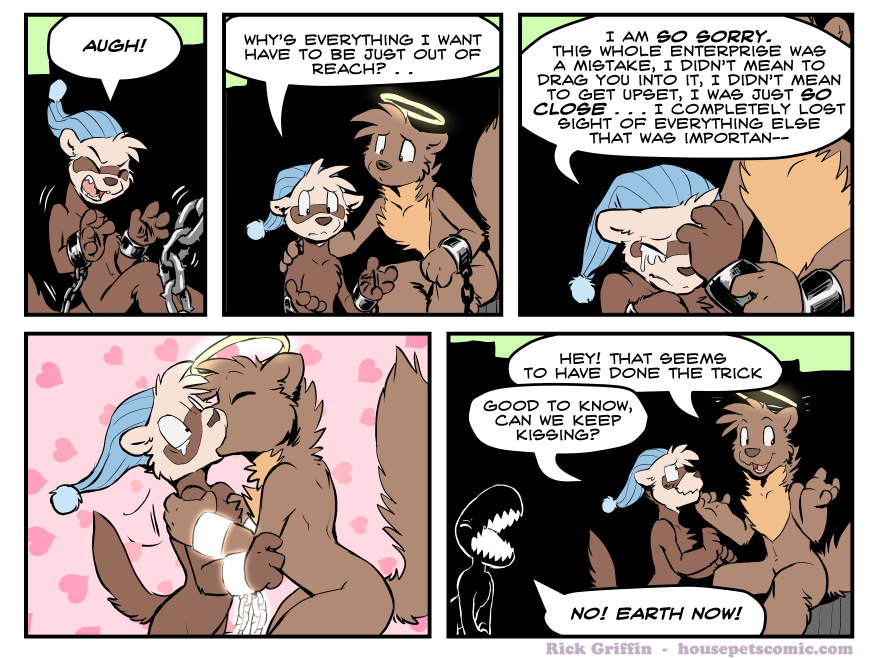 AUGH!
WHY'S EVERYTHING I WANT
HAVE TO BE JUST OUT OF
REACH? . .
I AM SO SORRY.
THIS WHOLE ENTERPRISE WAS
A MISTAKE, I DIDN'T MEAN TO
DRAG YOU INTO IT, I DIDN'T MEAN
TO GET UPSET, I WAS JUST SO
CLOSE . . . I COMPLETELY LOST
SIGHT OF EVERYTHING ELSE
THAT WAS IMPORTAN--
HEY! THAT SEEMS
TO HAVE DONE THE TRICK
GOOD TO KNOW,
CAN WE KEEP
KISSING?
NO! EARTH NOW!
Rick Griffin - housepetscomic.com